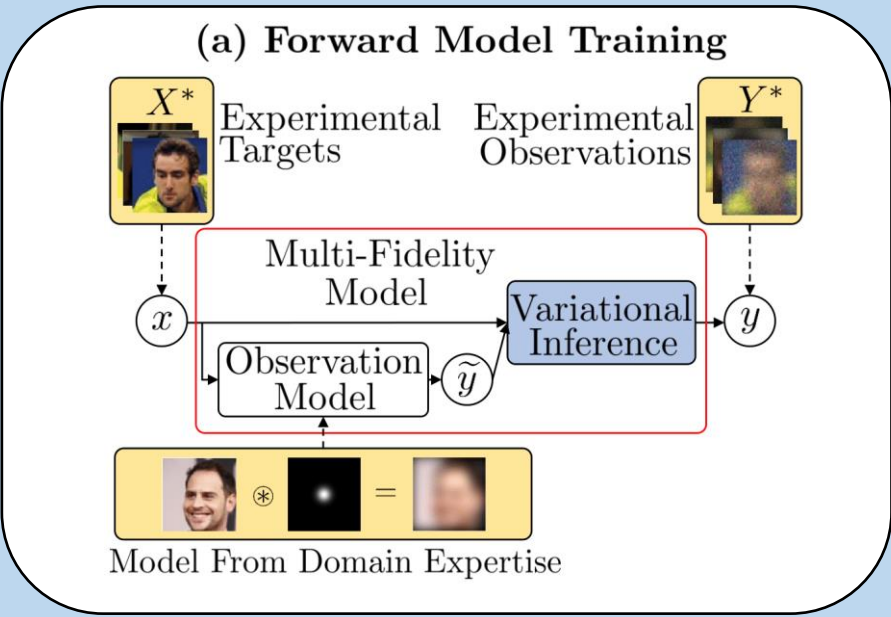 (a) Forward Model Training
X*
Experimental
Targets
Experimental
Observations
Y*
Multi-Fidelity
Model
x
Variational
Inference
y
Observation
Model
ỹ
⊛ =
Model From Domain Expertise